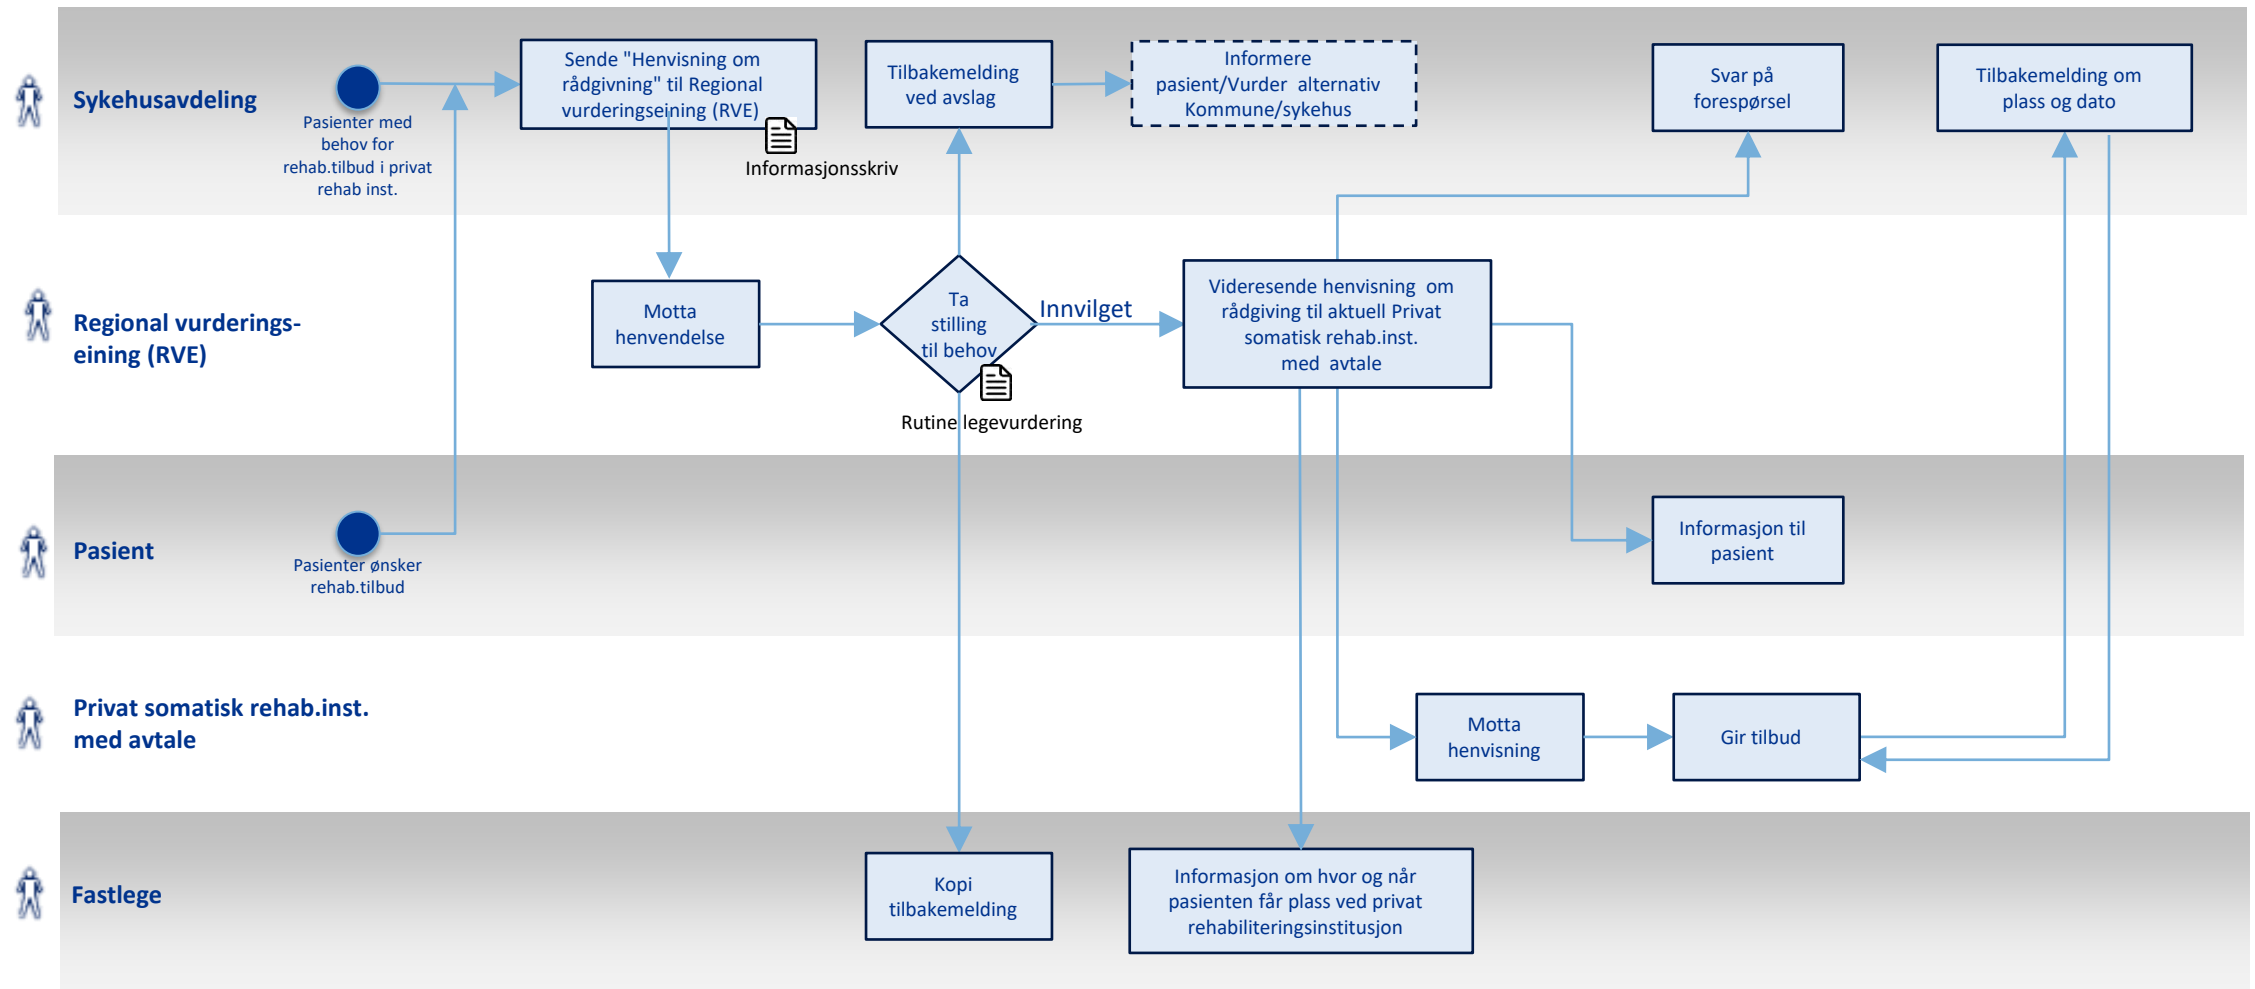 Sykehusavdeling
Pasienter med
behov for
rehab.tilbud i privat
rehab inst.
Sende "Henvisning om
rådgivning" til Regional
vurderingseining (RVE)
Informasjonsskriv
Tilbakemelding
ved avslag
Informere
pasient/Vurder alternativ
Kommune/sykehus
Svar på
forespørsel
Tilbakemelding om
plass og dato
Regional vurderings-
eining (RVE)
Motta
henvendelse
Ta
stilling
til behov
Rutine legevurdering
Innvilget
Videresende henvisning om
rådgiving til aktuell Privat
somatisk rehab.inst.
med avtale
Pasient
Pasienter ønsker
rehab.tilbud
Informasjon til
pasient
Privat somatisk rehab.inst.
med avtale
Motta
henvisning
Gir tilbud
Fastlege
Kopi
tilbakemelding
Informasjon om hvor og når
pasienten får plass ved privat
rehabiliteringsinstitusjon